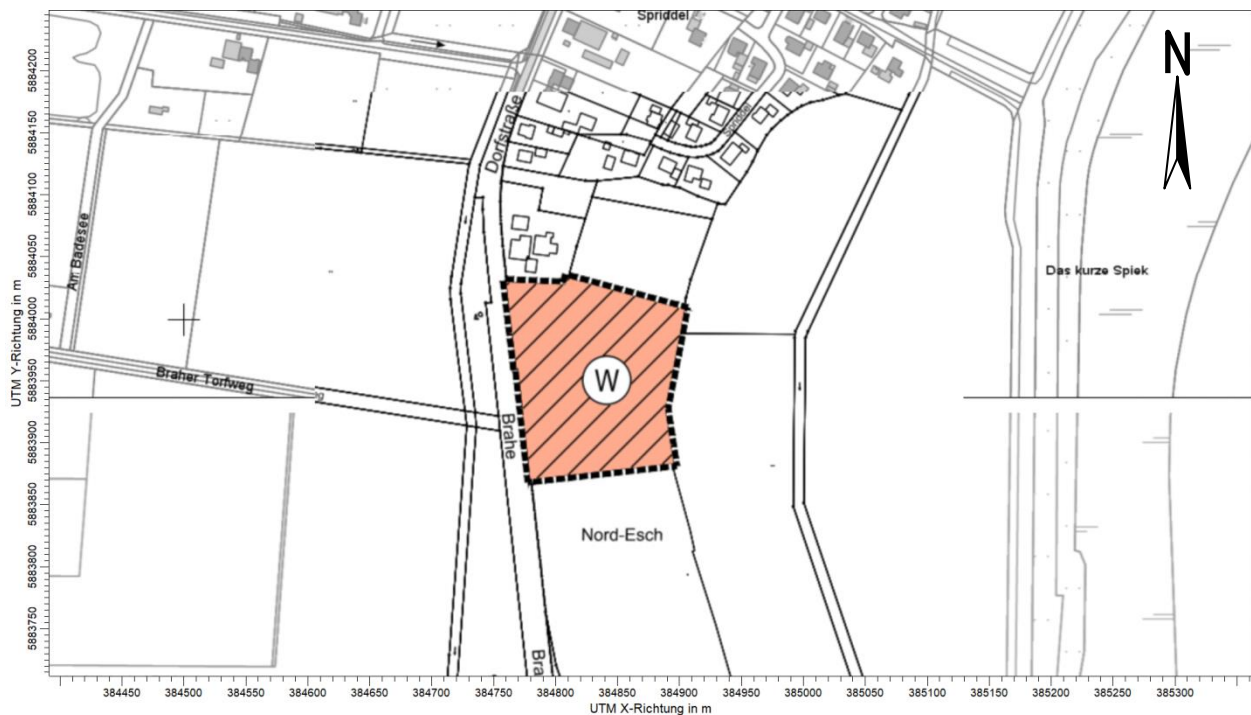 Spriddel
N
Dorfstraße
Spriddel
Am Badesee
Das kurze Spiek
Braher Torfweg
W
Brahe
Nord-Esch
Bra
UTM Y-Richtung in m
5884200
5884150
5884100
5884050
5884000
5883950
5883900
5883850
5883800
5883750
384450 384500 384550 384600 384650 384700 384750 384800 384850 384900 384950 385000 385050 385100 385150 385200 385250 385300
UTM X-Richtung in m